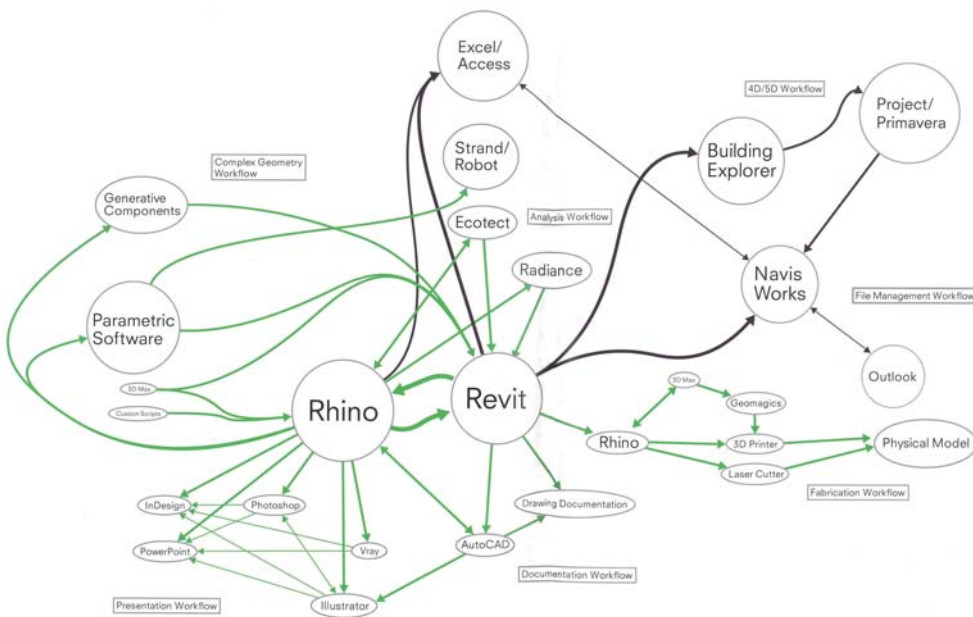 Excel/
Access
4D/5D Workflow
Project/
Primavera
Strand/
Robot
Building
Explorer
Complex Geometry
Workflow
Generative
Components
Ecotect
Analysis Workflow
Radiance
Navis
Works
File Management Workflow
Parametric
Software
3D Max
Custom Scripts
Rhino
Revit
Outlook
3D Max
Geomagics
Rhino
3D Printer
Physical Model
Laser Cutter
Fabrication Workflow
InDesign
Photoshop
Drawing Documentation
PowerPoint
Vray
AutoCAD
Documentation Workflow
Presentation Workflow
Illustrator